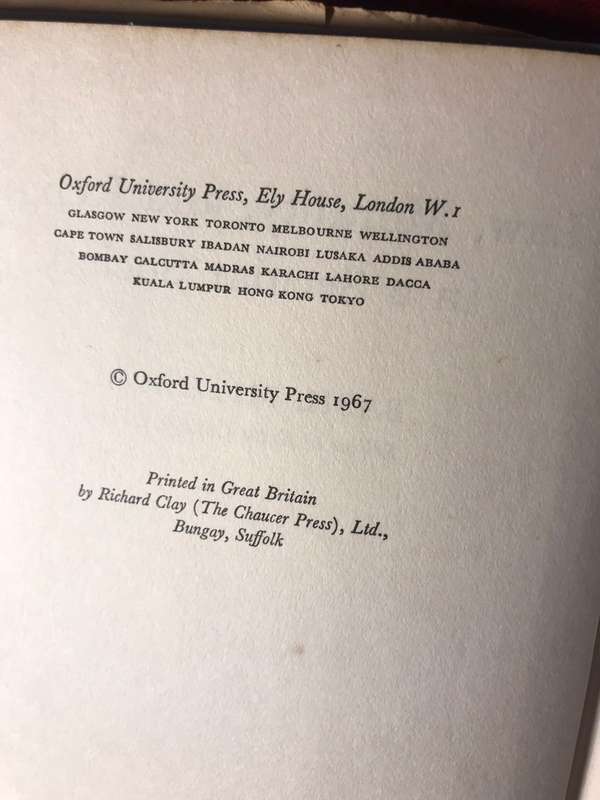 Oxford University Press, Ely House, London W.1
GLASGOW NEW YORK TORONTO MELBOURNE WELLINGTON
CAPE TOWN SALISBURY IBADAN NAIROBI LUSAKA ADDIS ABABA
BOMBAY CALCUTTA MADRAS KARACHI LAHORE DACCA
KUALA LUMPUR HONG KONG TOKYO
© Oxford University Press 1967
Printed in Great Britain
by Richard Clay (The Chaucer Press), Ltd.,
Bungay, Suffolk